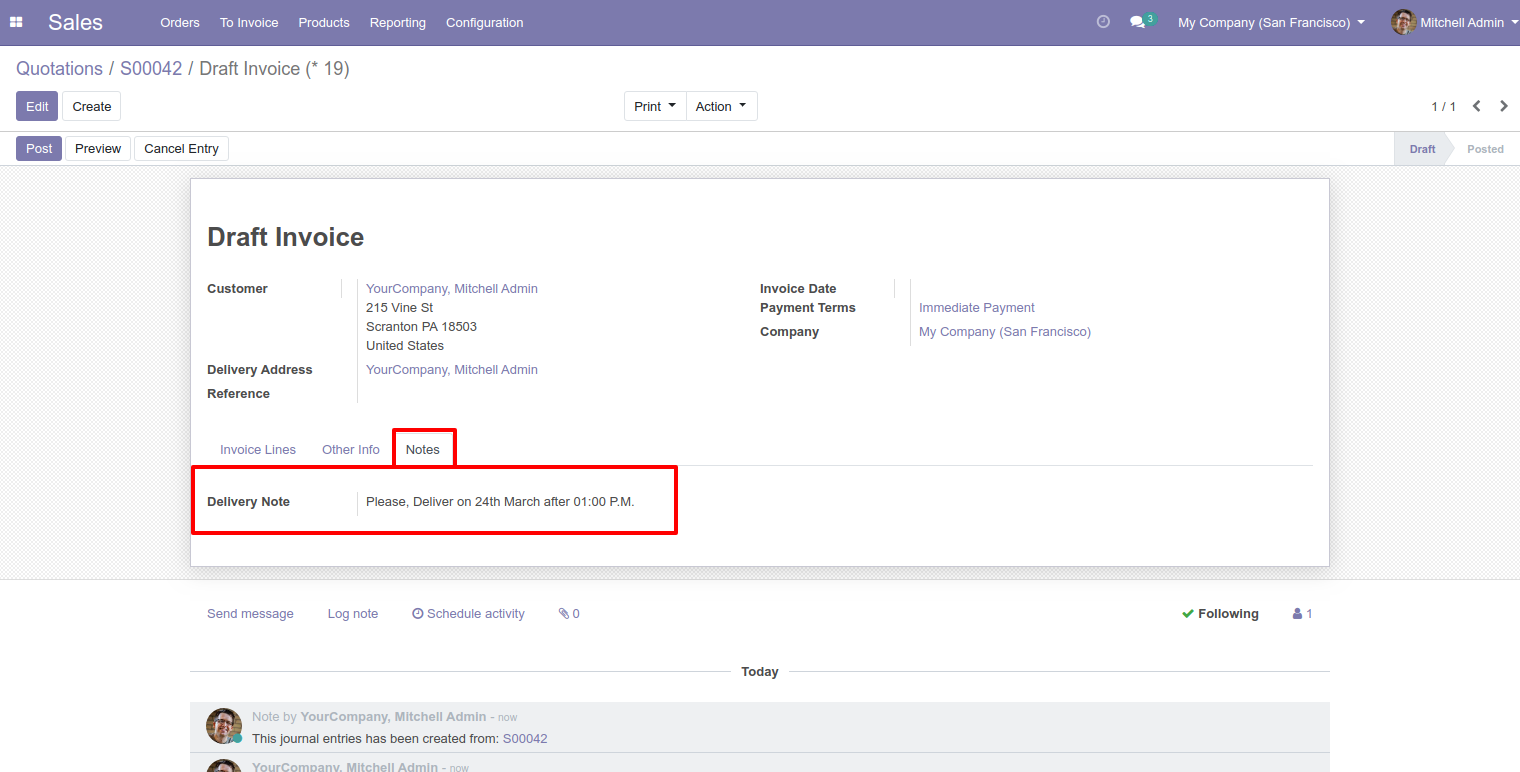 Sales Orders To Invoice Products Reporting Configuration 3 My Company (San Francisco) Mitchell Admin
Quotations / S00042 / Draft Invoice (* 19)
Edit Create Print Action 1 / 1
Post Preview Cancel Entry Draft Posted
Draft Invoice
Customer YourCompany, Mitchell Admin Invoice Date
215 Vine St Payment Terms Immediate Payment
Scranton PA 18503
Company My Company (San Francisco)
United States
Delivery Address YourCompany, Mitchell Admin
Reference
Invoice Lines Other Info Notes
Delivery Note Please, Deliver on 24th March after 01:00 P.M.
Send message Log note Schedule activity 0 Following 1
Today
Note by YourCompany, Mitchell Admin - now
This journal entries has been created from: S00042
YourCompany, Mitchell Admin - now